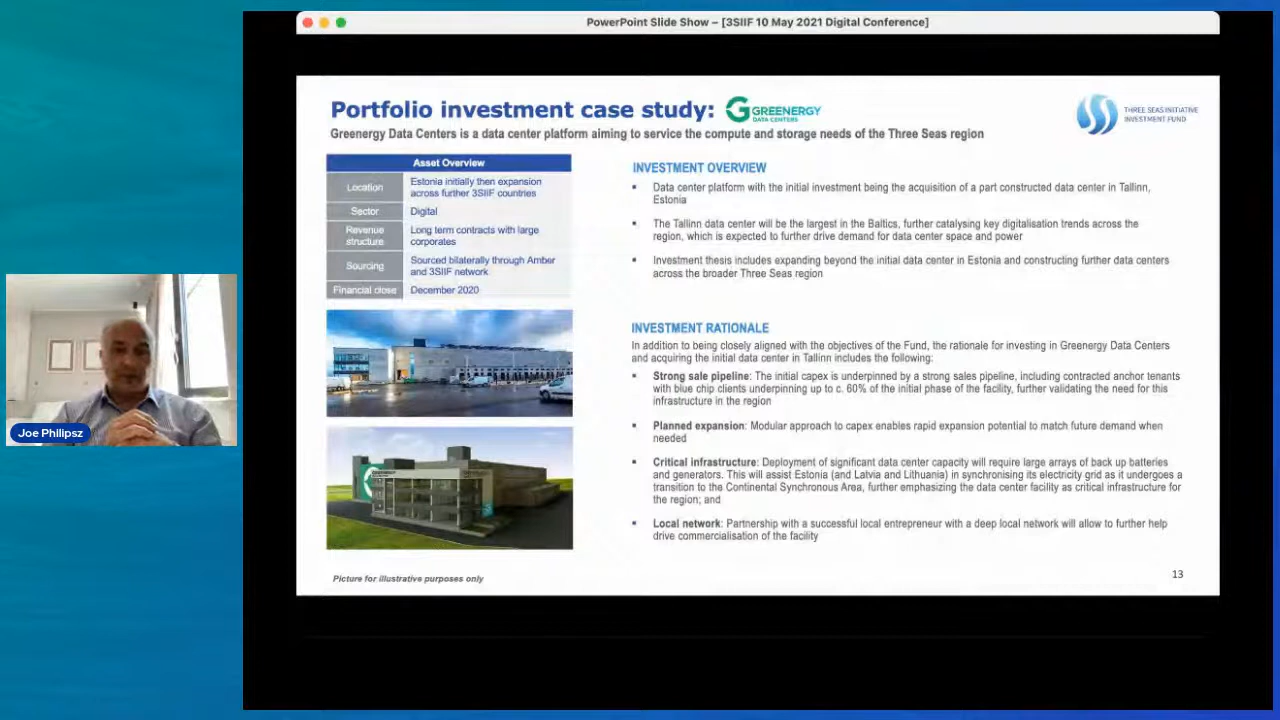 PowerPoint Slide Show – [3SIIF 10 May 2021 Digital Conference]
Portfolio investment case study:
GREENERGY
DATA CENTERS
THREE SEAS INITIATIVE
INVESTMENT FUND
Greenergy Data Centers is a data center platform aiming to service the compute and storage needs of the Three Seas region
Asset Overview
Location
Estonia initially then expansion
across further 3SIIF countries
Sector
Digital
Revenue
structure
Long term contracts with large
corporates
Sourcing
Sourced bilaterally through Amber
and 3SIIF network
Financial close
December 2020
INVESTMENT OVERVIEW
▪ Data center platform with the initial investment being the acquisition of a part constructed data center in Tallinn,
Estonia
▪ The Tallinn data center will be the largest in the Baltics, further catalysing key digitalisation trends across the
region, which is expected to further drive demand for data center space and power
▪ Investment thesis includes expanding beyond the initial data center in Estonia and constructing further data centers
across the broader Three Seas region
INVESTMENT RATIONALE
In addition to being closely aligned with the objectives of the Fund, the rationale for investing in Greenergy Data Centers
and acquiring the initial data center in Tallinn includes the following:
▪ Strong sale pipeline: The initial capex is underpinned by a strong sales pipeline, including contracted anchor tenants
with blue chip clients underpinning up to c. 60% of the initial phase of the facility, further validating the need for this
infrastructure in the region
▪ Planned expansion: Modular approach to capex enables rapid expansion potential to match future demand when
needed
▪ Critical infrastructure: Deployment of significant data center capacity will require large arrays of back up batteries
and generators. This will assist Estonia (and Latvia and Lithuania) in synchronising its electricity grid as it undergoes a
transition to the Continental Synchronous Area, further emphasizing the data center facility as critical infrastructure for
the region; and
▪ Local network: Partnership with a successful local entrepreneur with a deep local network will allow to further help
drive commercialisation of the facility
Picture for illustrative purposes only
13
Joe Philipsz